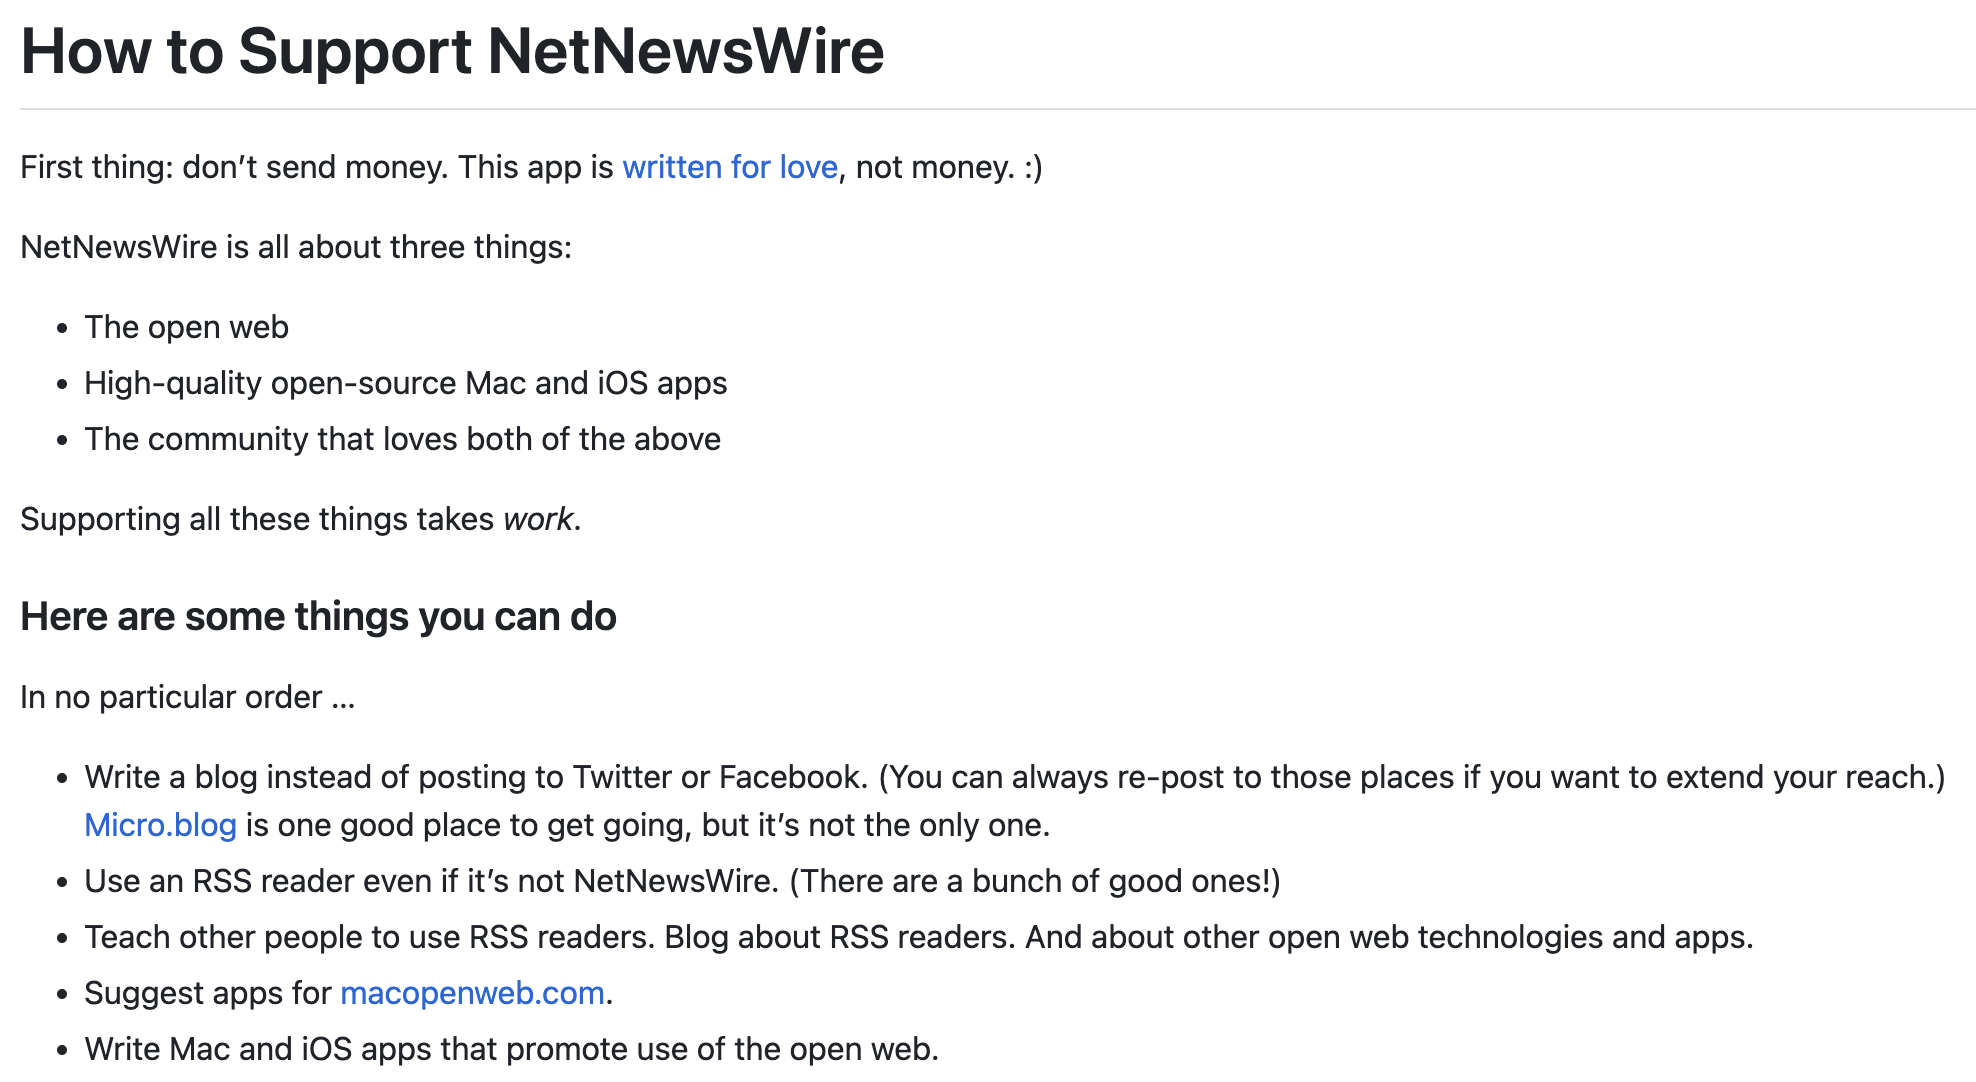 How to Support NetNewsWire
First thing: don’t send money. This app is written for love, not money. :)
NetNewsWire is all about three things:
• The open web
• High-quality open-source Mac and iOS apps
• The community that loves both of the above
Supporting all these things takes work.
Here are some things you can do
In no particular order ...
• Write a blog instead of posting to Twitter or Facebook. (You can always re-post to those places if you want to extend your reach.)
Micro.blog is one good place to get going, but it’s not the only one.
• Use an RSS reader even if it’s not NetNewsWire. (There are a bunch of good ones!)
• Teach other people to use RSS readers. Blog about RSS readers. And about other open web technologies and apps.
• Suggest apps for macopenweb.com.
• Write Mac and iOS apps that promote use of the open web.